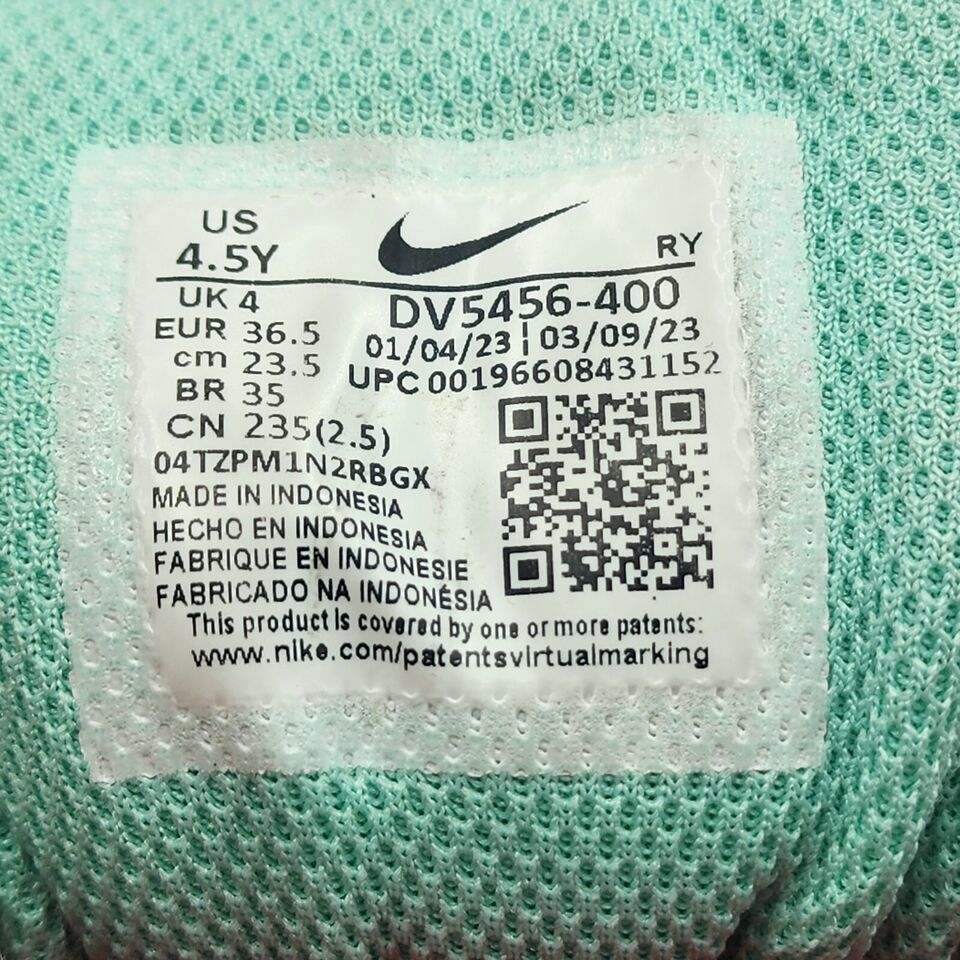 US
4.5Y
RY
UK 4
EUR 36.5
cm 23.5
BR 35
CN 235(2.5)
DV5456-400
01/04/23 ¦ 03/09/23
UPC 00196608431152
04TZPM1N2RBGX
MADE IN INDONESIA
HECHO EN INDONESIA
FABRIQUE EN INDONESIE
FABRICADO NA INDONÉSIA
This product is covered by one or more patents:
www.nike.com/patentsvirtualmarking